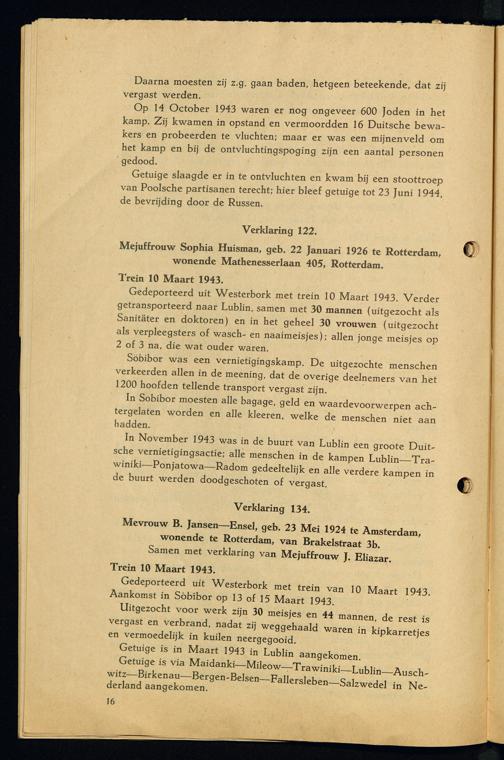 Daarna moesten zij z.g. gaan baden, hetgeen beteekende, dat zij
vergast werden.
Op 14 October 1943 waren er nog ongeveer 600 Joden in het
kamp. Zij kwamen in opstand en vermoordden 16 Duitsche bewa-
kers en probeerden te vluchten; maar er was een mijnenveld om
het kamp en bij de ontvluchtingspoging zijn een aantal personen
gedood.
Getuige slaagde er in te ontvluchten en kwam bij een stoottroep
van Poolsche partisanen terecht; hier bleef getuige tot 23 Juni 1944,
de bevrijding door de Russen.
Verklaring 122.
Mejuffrouw Sophia Huisman, geb. 22 Januari 1926 te Rotterdam,
wonende Mathenesserlaan 405, Rotterdam.
Trein 10 Maart 1943.
Gedeporteerd uit Westerbork met trein 10 Maart 1943. Verder
getransporteerd naar Lublin, samen met 30 mannen (uitgezocht als
Sanitäter en doktoren) en in het geheel 30 vrouwen (uitgezocht
als verpleegsters of wasch- en naaimeisjes); allen jonge meisjes op
2 of 3 na, die wat ouder waren.
Söbibor was een vernietigingskamp. De uitgezochte menschen
verkeerden allen in de meening, dat de overige deelnemers van het
1200 hoofden tellende transport vergast zijn.
In Sobibor moesten alle bagage, geld en waardevoorwerpen ach-
tergelaten worden en alle kleeren, welke de menschen niet aan
hadden.
In November 1943 was in de buurt van Lublin een groote Duit-
sche vernietigingsactie; alle menschen in de kampen Lublin—Tra-
winiki—Ponjatowa—Radom gedeeltelijk en alle verdere kampen in
de buurt werden doodgeschoten of vergast.
Verklaring 134.
Mevrouw B. Jansen—Ensel, geb. 23 Mei 1924 te Amsterdam,
wonende te Rotterdam, van Brakelstraat 3b.
Samen met verklaring van Mejuffrouw J. Eliazar.
Trein 10 Maart 1943.
Gedeporteerd uit Westerbork met trein van 10 Maart 1943.
Aankomst in Söbibor op 13 of 15 Maart 1943.
Uitgezocht voor werk zijn 30 meisjes en 44 mannen, de rest is
vergast en verbrand, nadat zij weggehaald waren in kipkarretjes
en vermoedelijk in kuilen neergegooid.
Getuige is in Maart 1943 in Lublin aangekomen.
Getuige is via Maidanki—Mileow—Trawiniki—Lublin—Ausch-
witz—Birkenau—Bergen-Belsen—Fallersleben—Salzwedel in Ne-
derland aangekomen.
16